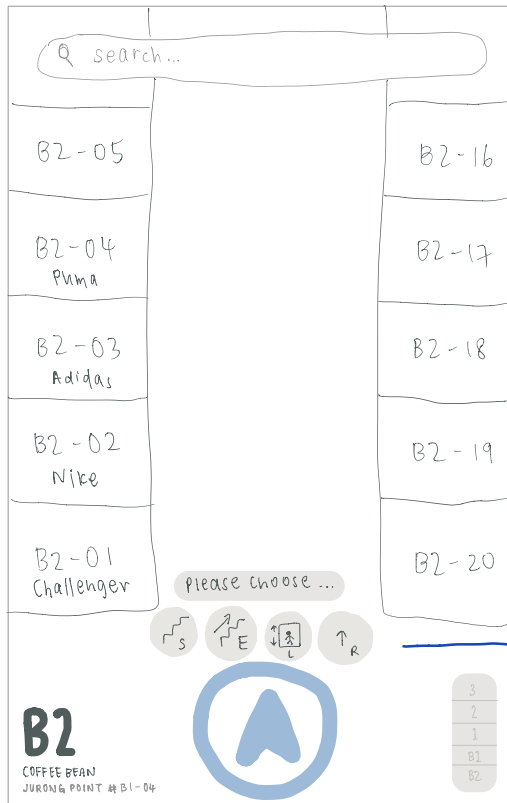 search...
B2-05
B2-16
B2-04
Puma
B2-17
B2-03
Adidas
B2-18
B2-02
Nike
B2-19
B2-01
Challenger
B2-20
Please choose ...
S
E
L
R
3
2
1
B1
B2
B2
COFFEE BEAN
JURONG POINT #B1-04